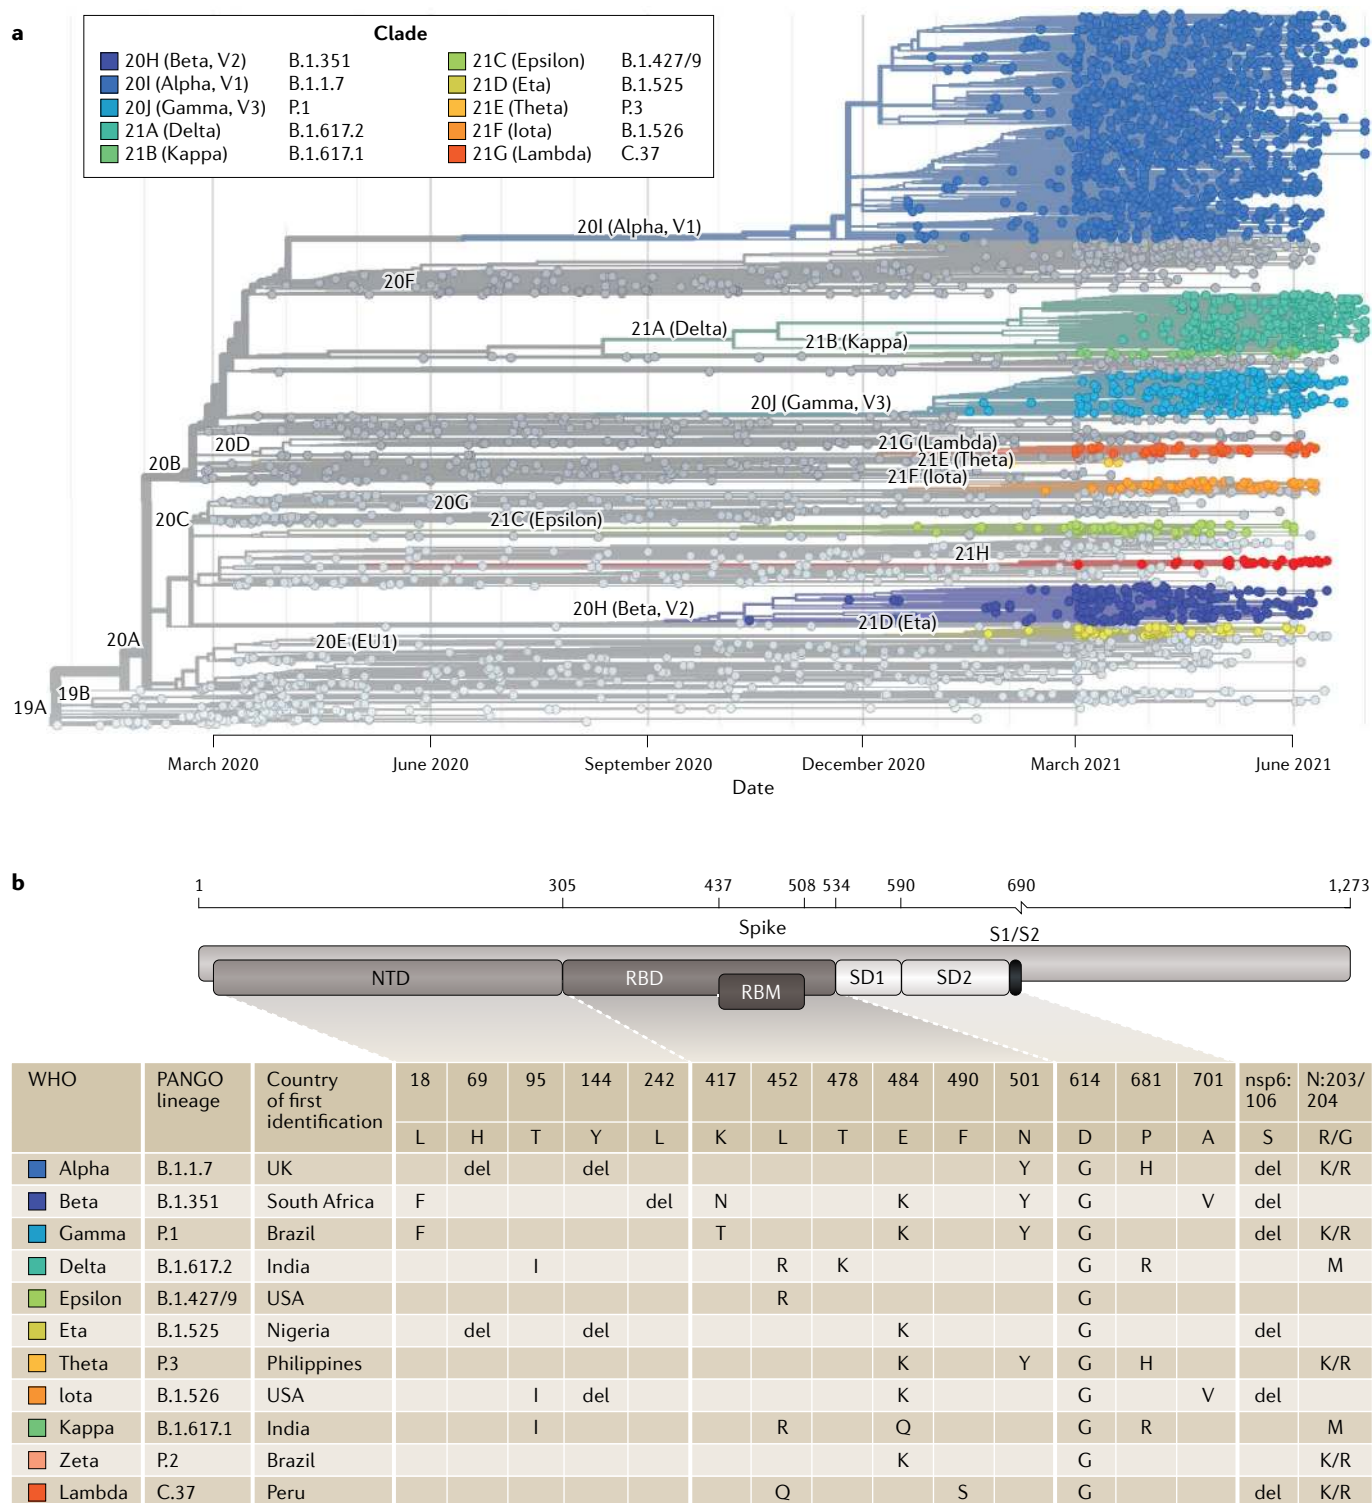 a
Clade
20H (Beta, V2) B.1.351 21C (Epsilon) B.1.427/9
20I (Alpha, V1) B.1.1.7 21D (Eta) B.1.525
20J (Gamma, V3) P.1 21E (Theta) P.3
21A (Delta) B.1.617.2 21F (Iota) B.1.526
21B (Kappa) B.1.617.1 21G (Lambda) C.37
20I (Alpha, V1)
20F
21A (Delta)
21B (Kappa)
20J (Gamma, V3)
20D
21G (Lambda)
20B
21E (Theta)
21F (Iota)
20G
20C
21C (Epsilon)
21H
20H (Beta, V2)
21D (Eta)
20A
20E (EU1)
19B
19A
March 2020 June 2020 September 2020 December 2020 March 2021 June 2021
Date
b
1 305 437 508 534 590 690 1,273
Spike
S1/S2
NTD RBD RBM SD1 SD2
WHO PANGO lineage Country of first identification 18 69 95 144 242 417 452 478 484 490 501 614 681 701 nsp6: 106 N:203/ 204
L H T Y L K L T E F N D P A S R/G
Alpha B.1.1.7 UK del del Y G H del K/R
Beta B.1.351 South Africa F del N K Y G V del
Gamma P.1 Brazil F T K Y G del K/R
Delta B.1.617.2 India I R K G R M
Epsilon B.1.427/9 USA R G
Eta B.1.525 Nigeria del del K G del
Theta P.3 Philippines K Y G H K/R
Iota B.1.526 USA I del K G V del
Kappa B.1.617.1 India I R Q G R M
Zeta P.2 Brazil K G K/R
Lambda C.37 Peru Q S G del K/R